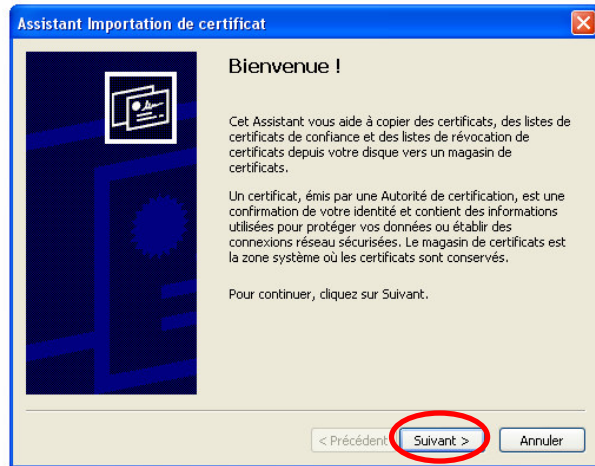 Assistant Importation de certificat
Bienvenue !
Cet Assistant vous aide à copier des certificats, des listes de
certificats de confiance et des listes de révocation de
certificats depuis votre disque vers un magasin de
certificats.
Un certificat, émis par une Autorité de certification, est une
confirmation de votre identité et contient des informations
utilisées pour protéger vos données ou établir des
connexions réseau sécurisées. Le magasin de certificats est
la zone système où les certificats sont conservés.
Pour continuer, cliquez sur Suivant.
< Précédent Suivant > Annuler